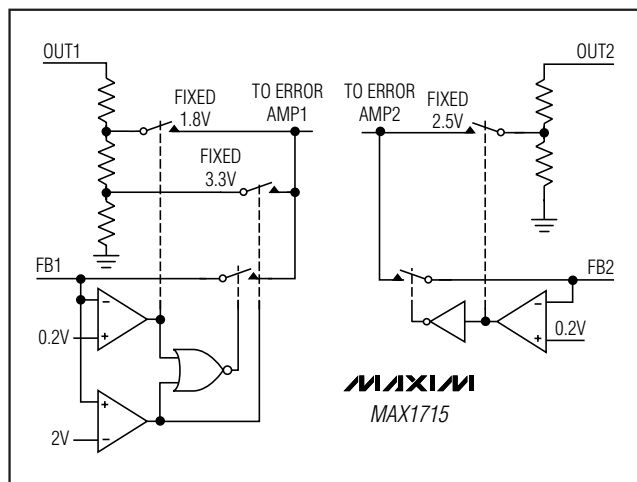 OUT1
OUT2
FIXED
1.8V
TO ERROR
AMP1
TO ERROR
AMP2
FIXED
2.5V
FIXED
3.3V
FB1
FB2
−
+
0.2V
−
+
0.2V
+
−
2V
MAXIM
MAX1715